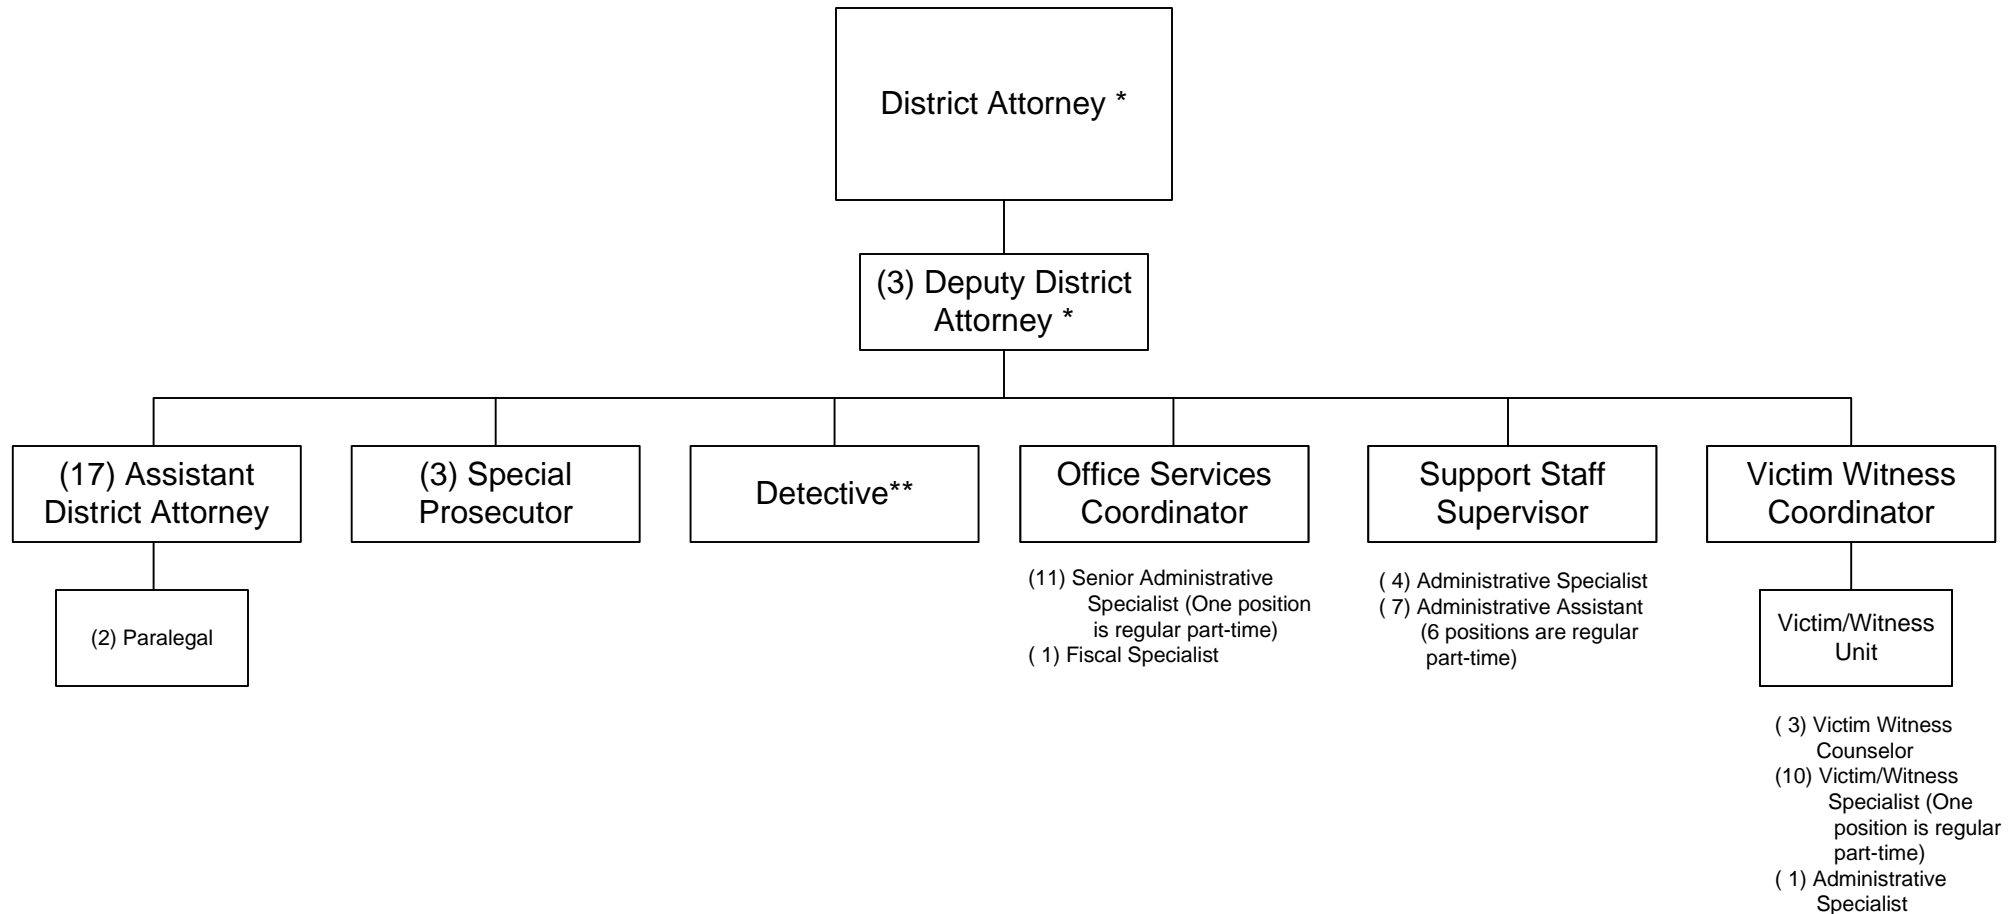 District Attorney *
(3) Deputy District
Attorney *
(17) Assistant
District Attorney
(3) Special
Prosecutor
Detective**
Office Services
Coordinator
Support Staff
Supervisor
Victim Witness
Coordinator
(2) Paralegal
(11) Senior Administrative
Specialist (One position
is regular part-time)
( 1) Fiscal Specialist
( 4) Administrative Specialist
( 7) Administrative Assistant
(6 positions are regular
part-time)
Victim/Witness
Unit
( 3) Victim Witness
Counselor
(10) Victim/Witness
Specialist (One
position is regular
part-time)
( 1) Administrative
Specialist